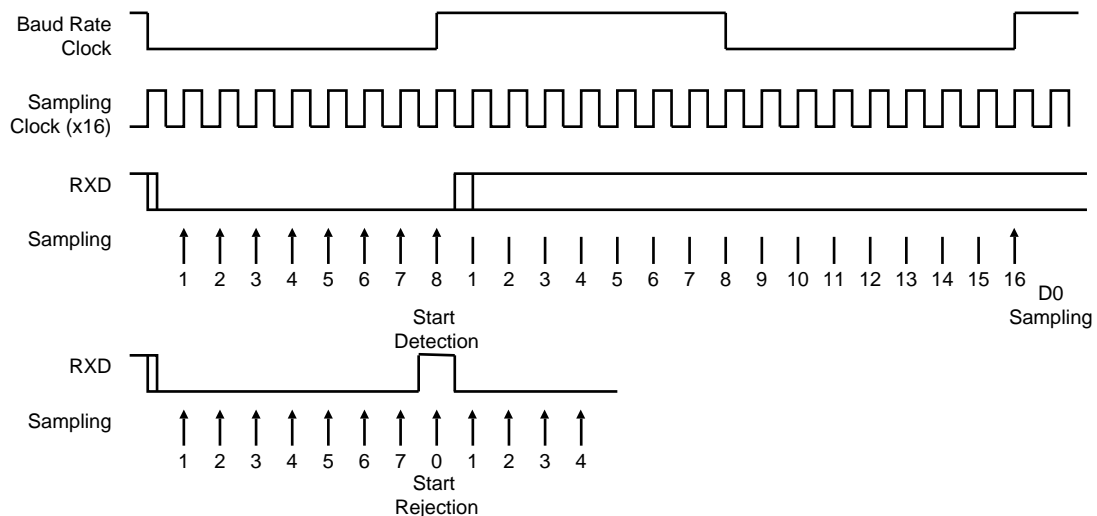 Baud Rate
Clock
Sampling
Clock (x16)
RXD
Sampling
1 2 3 4 5 6 7 8 1 2 3 4 5 6 7 8 9 10 11 12 13 14 15 16
D0
Sampling
Start
Detection
RXD
Sampling
1 2 3 4 5 6 7 0 1 2 3 4
Start
Rejection